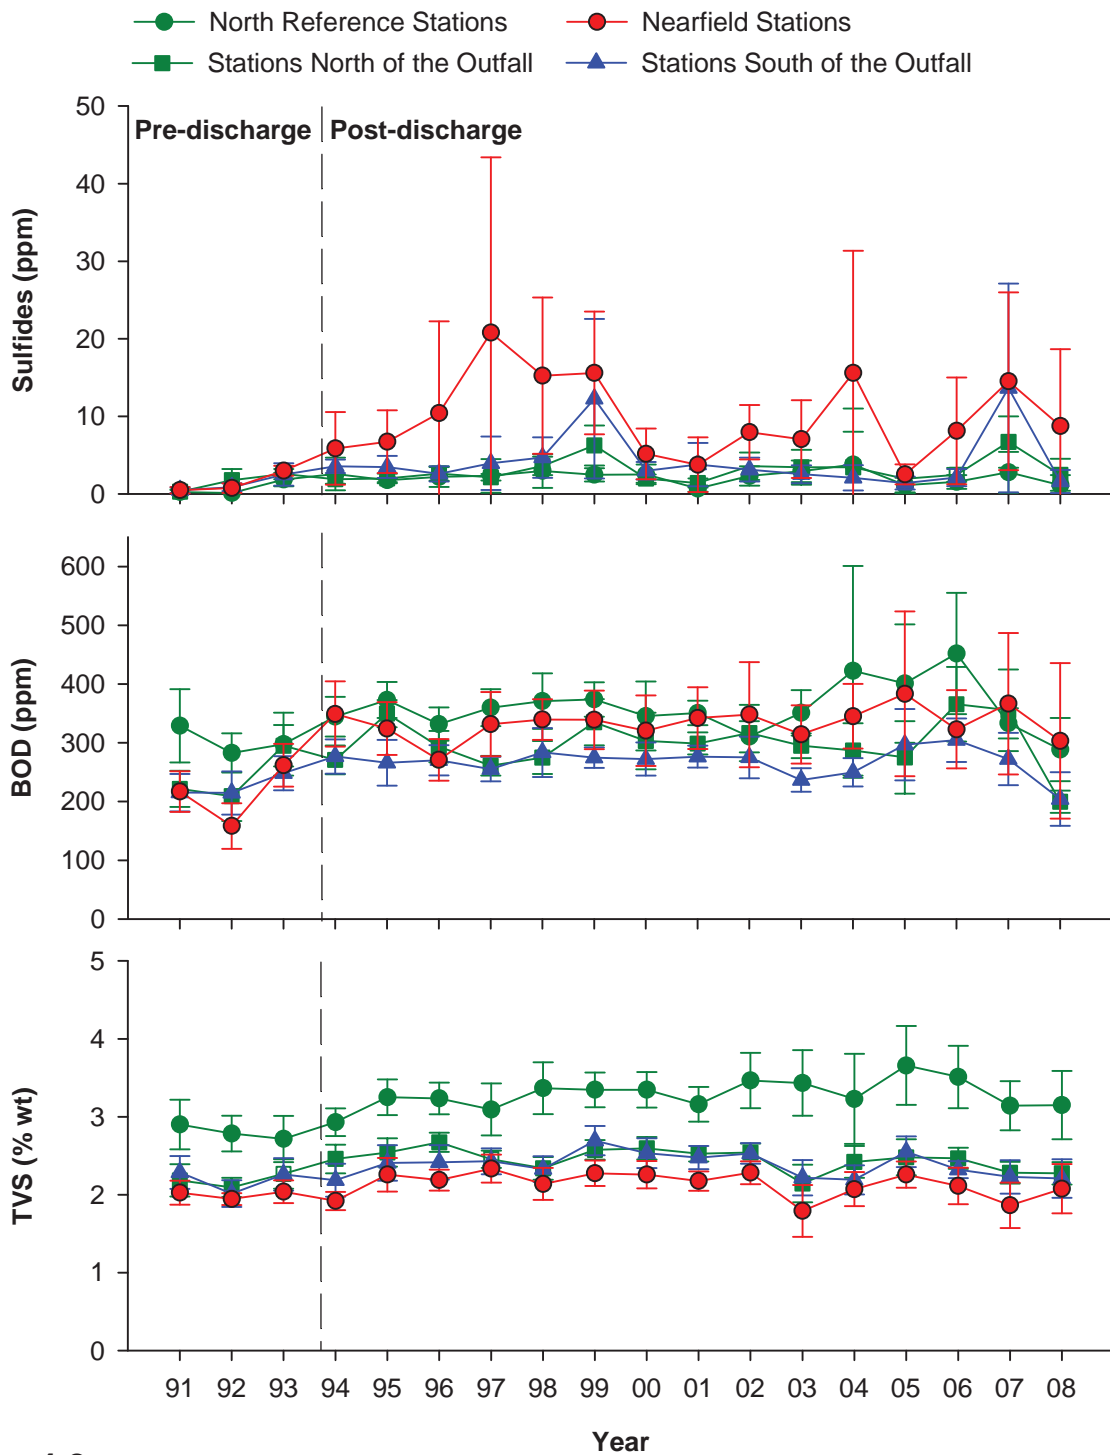 North Reference Stations
Nearfield Stations
Stations North of the Outfall
Stations South of the Outfall
Pre-discharge
Post-discharge
Sulfides (ppm)
50
40
30
20
10
0
BOD (ppm)
600
500
400
300
200
100
0
TVS (% wt)
5
4
3
2
1
0
91 92 93 94 95 96 97 98 99 00 01 02 03 04 05 06 07 08
Year